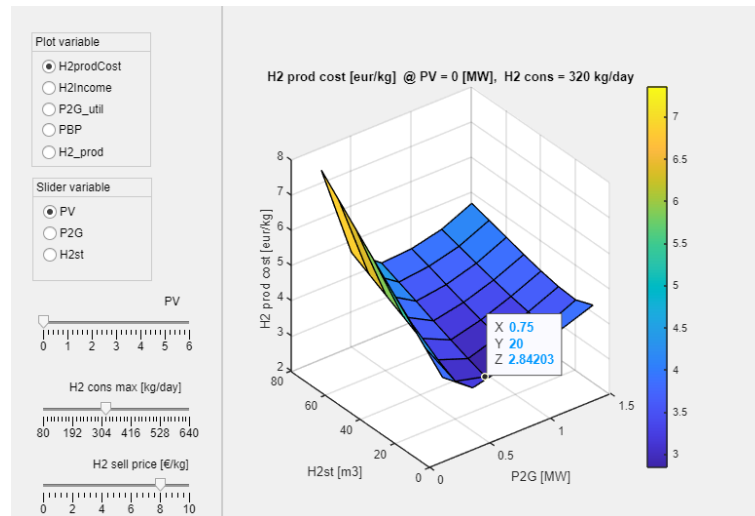 Plot variable
H2prodCost
H2Income
P2G_util
PBP
H2_prod
Slider variable
PV
P2G
H2st
PV
0 1 2 3 4 5 6
H2 cons max [kg/day]
80 192 304 416 528 640
H2 sell price [€/kg]
0 2 4 6 8 10
H2 prod cost [eur/kg] @ PV = 0 [MW], H2 cons = 320 kg/day
H2 prod cost [eur/kg]
8
7
6
5
4
3
2
80
60
40
20
0
H2st [m3]
0
0.5
1
1.5
P2G [MW]
X 0.75
Y 20
Z 2.84203
7
6.5
6
5.5
5
4.5
4
3.5
3